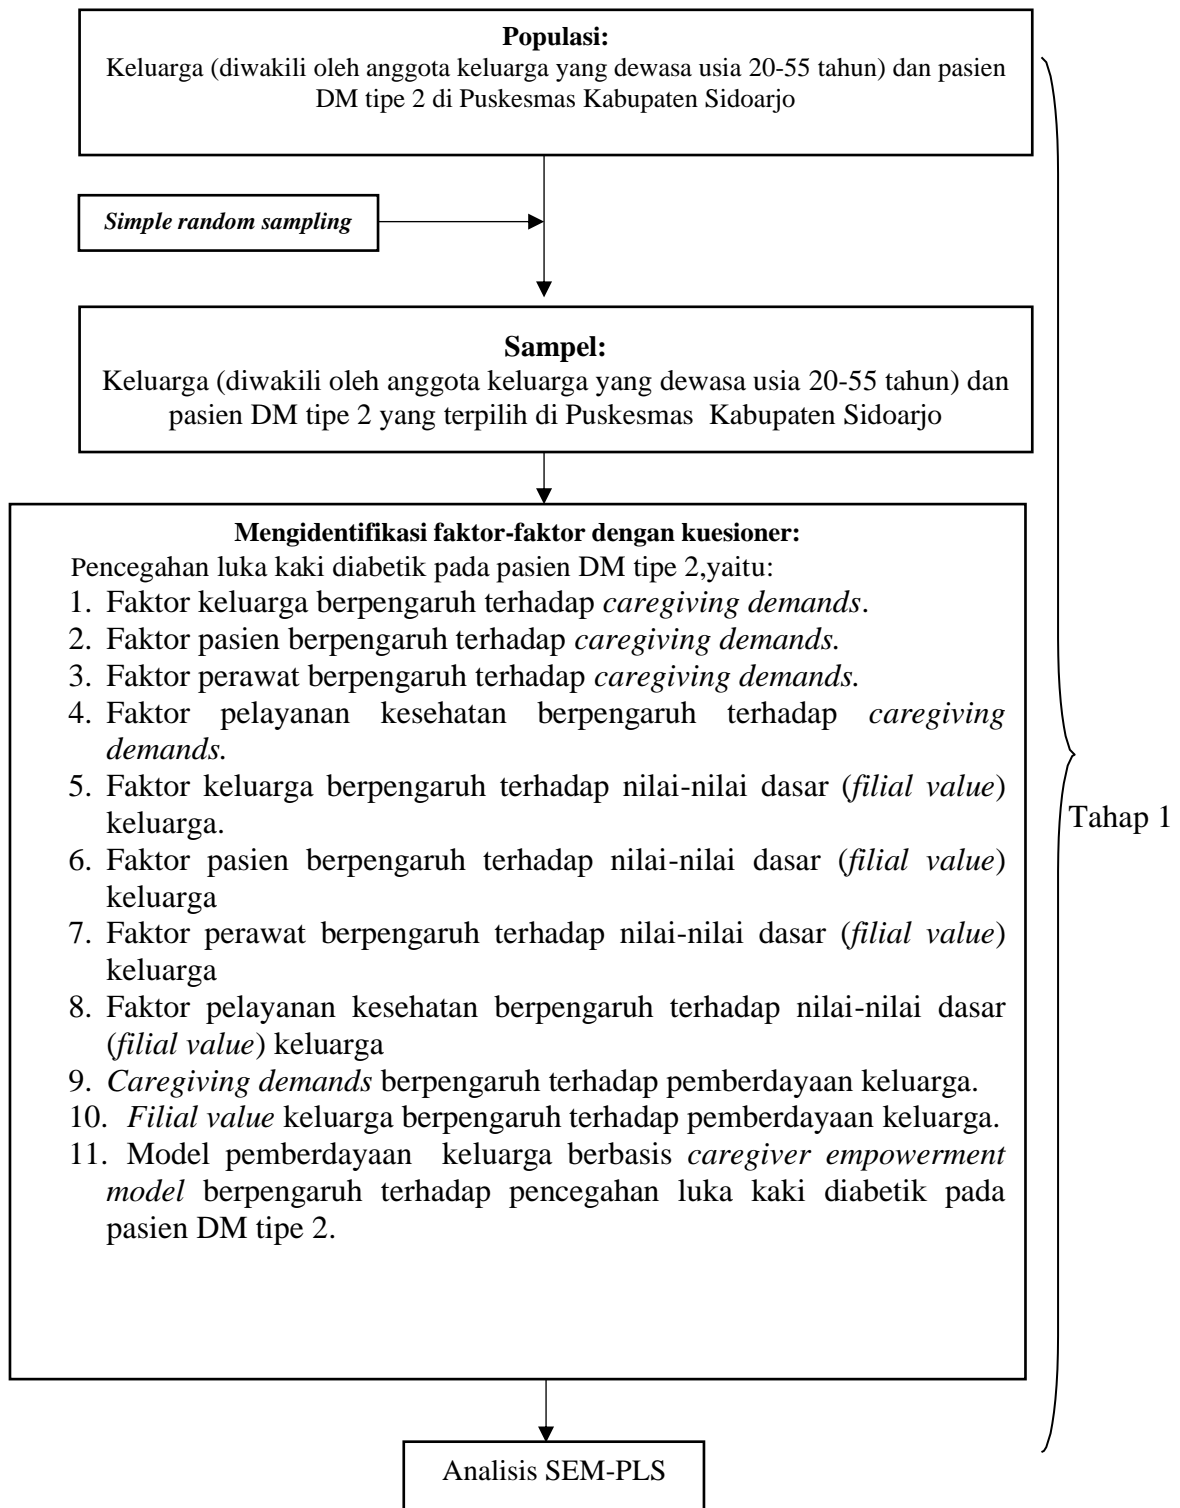 Populasi:
Keluarga (diwakili oleh anggota keluarga yang dewasa usia 20-55 tahun) dan pasien
DM tipe 2 di Puskesmas Kabupaten Sidoarjo
Simple random sampling
Sampel:
Keluarga (diwakili oleh anggota keluarga yang dewasa usia 20-55 tahun) dan
pasien DM tipe 2 yang terpilih di Puskesmas Kabupaten Sidoarjo
Mengidentifikasi faktor-faktor dengan kuesioner:
Pencegahan luka kaki diabetik pada pasien DM tipe 2,yaitu:
1. Faktor keluarga berpengaruh terhadap caregiving demands.
2. Faktor pasien berpengaruh terhadap caregiving demands.
3. Faktor perawat berpengaruh terhadap caregiving demands.
4. Faktor pelayanan kesehatan berpengaruh terhadap caregiving
demands.
5. Faktor keluarga berpengaruh terhadap nilai-nilai dasar (filial value)
keluarga.
6. Faktor pasien berpengaruh terhadap nilai-nilai dasar (filial value)
keluarga
7. Faktor perawat berpengaruh terhadap nilai-nilai dasar (filial value)
keluarga
8. Faktor pelayanan kesehatan berpengaruh terhadap nilai-nilai dasar
(filial value) keluarga
9. Caregiving demands berpengaruh terhadap pemberdayaan keluarga.
10. Filial value keluarga berpengaruh terhadap pemberdayaan keluarga.
11. Model pemberdayaan keluarga berbasis caregiver empowerment
model berpengaruh terhadap pencegahan luka kaki diabetik pada
pasien DM tipe 2.
Tahap 1
Analisis SEM-PLS